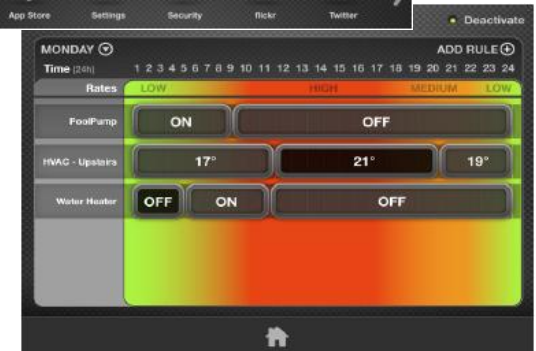 App Store Settings Security flickr Twitter
Deactivate
MONDAY ADD RULE
Time (24h) 1 2 3 4 5 6 7 8 9 10 11 12 13 14 15 16 17 18 19 20 21 22 23 24
Rates LOW HIGH MEDIUM LOW
PoolPump ON OFF
HVAC - Upstairs 17° 21° 19°
Water Heater OFF ON OFF